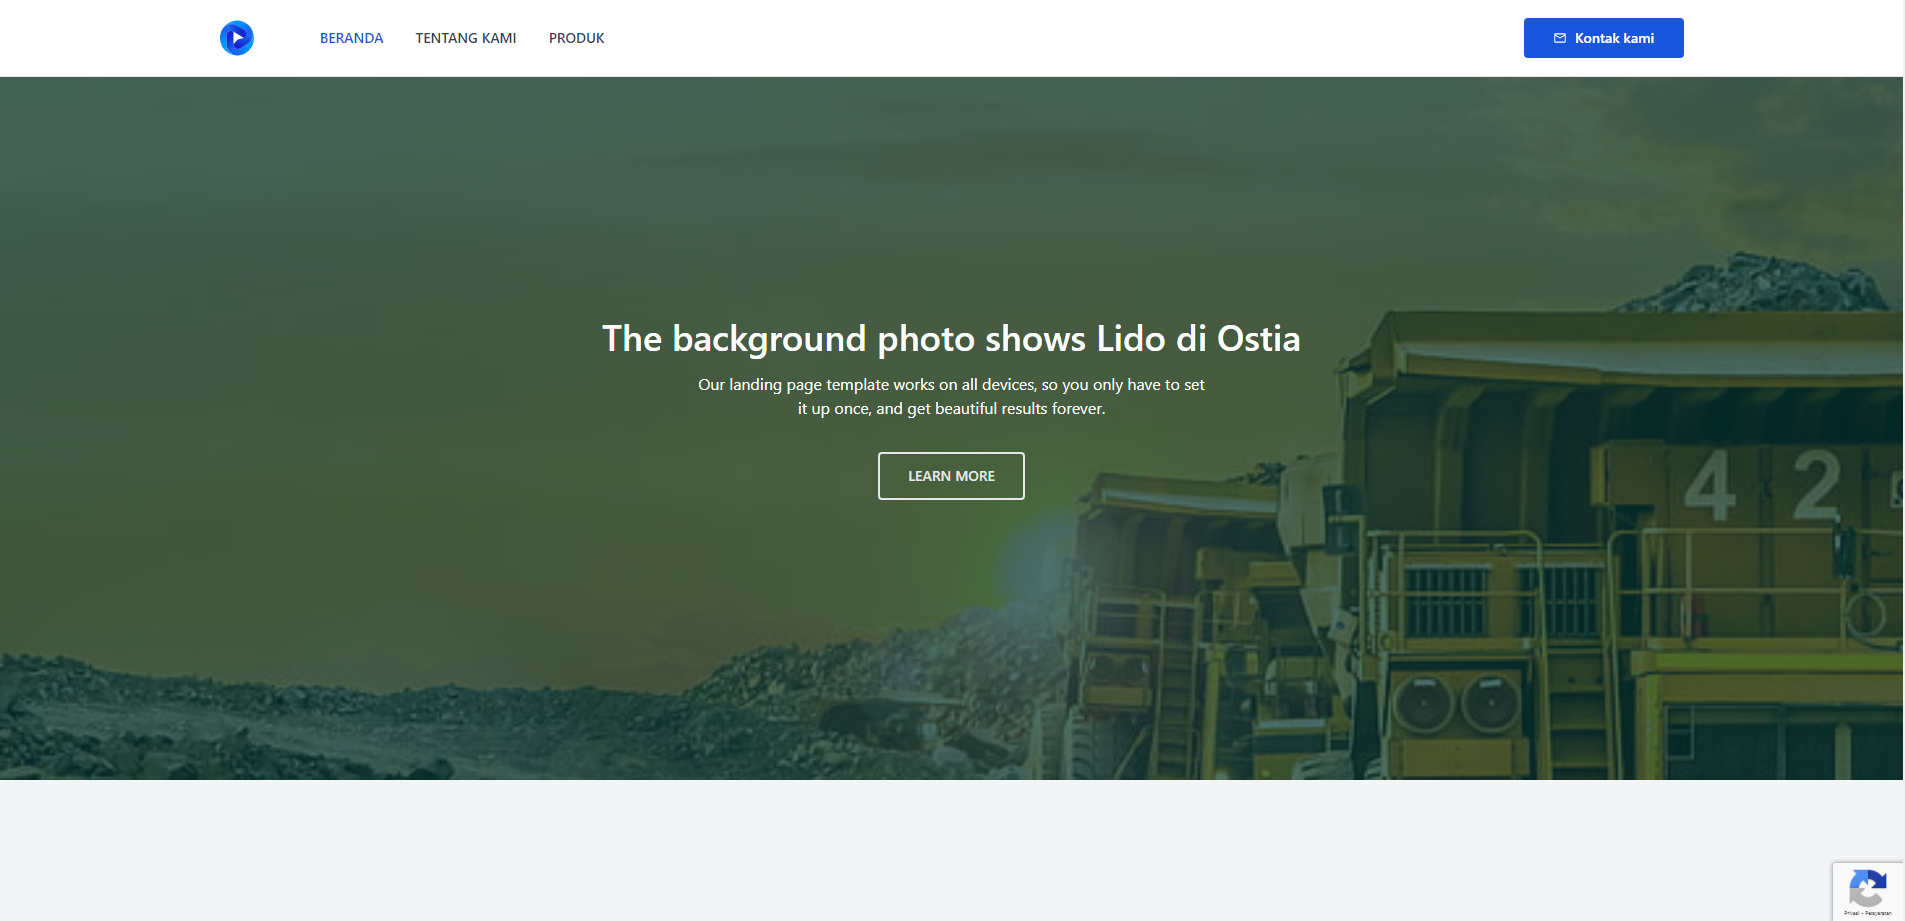 BERANDA
TENTANG KAMI
PRODUK
Kontak kami
The background photo shows Lido di Ostia
Our landing page template works on all devices, so you only have to set
it up once, and get beautiful results forever.
LEARN MORE
42
Privasi - Persyaratan